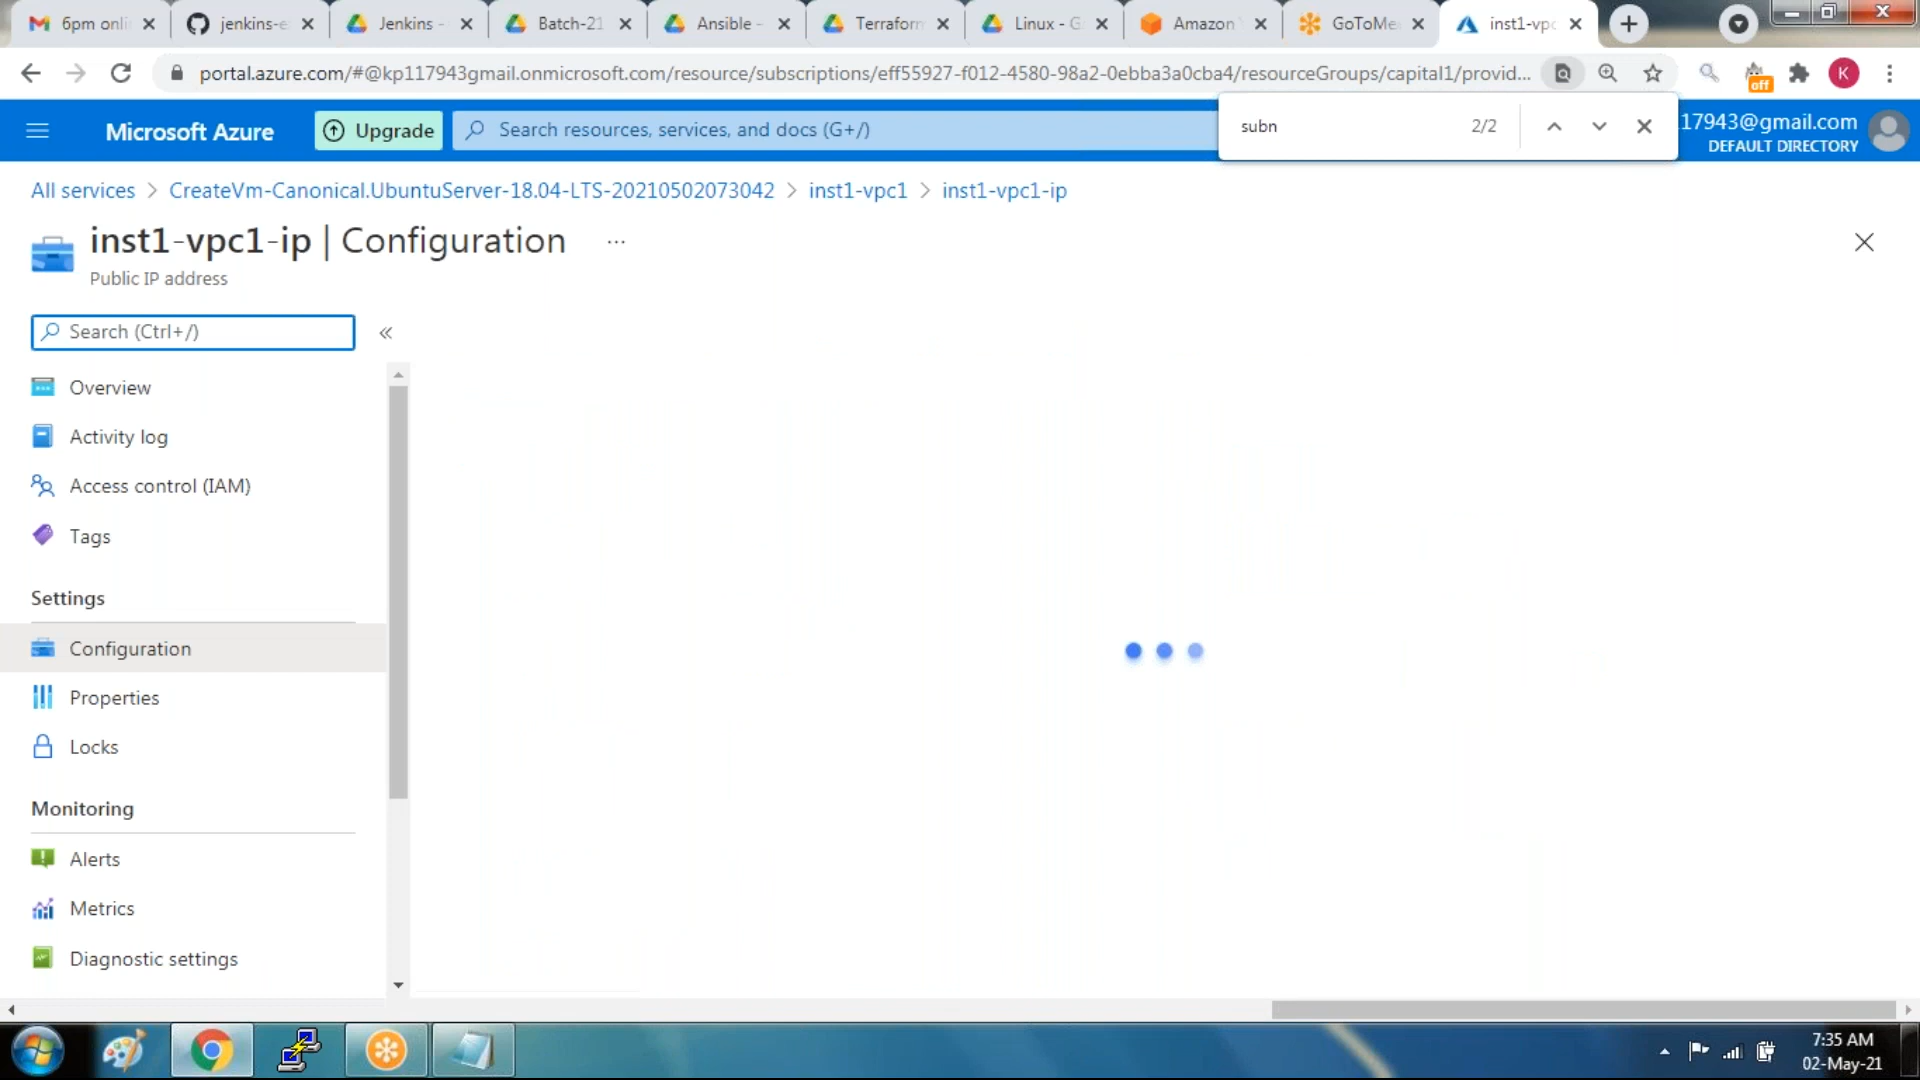 6pm onli
jenkins-e
Jenkins -
Batch-21
Ansible -
Terraform
Linux - G
Amazon
GoToMe
inst1-vpc
portal.azure.com/#@kp117943gmail.onmicrosoft.com/resource/subscriptions/eff55927-f012-4580-98a2-0ebba3a0cba4/resourceGroups/capital1/provid...
off
K
Microsoft Azure
Upgrade
Search resources, services, and docs (G+/)
subn
2/2
17943@gmail.com
DEFAULT DIRECTORY
All services > CreateVm-Canonical.UbuntuServer-18.04-LTS-20210502073042 > inst1-vpc1 > inst1-vpc1-ip
inst1-vpc1-ip | Configuration ...
Public IP address
Search (Ctrl+/)
«
Overview
Activity log
Access control (IAM)
Tags
Settings
Configuration
Properties
Locks
Monitoring
Alerts
Metrics
Diagnostic settings
7:35 AM
02-May-21